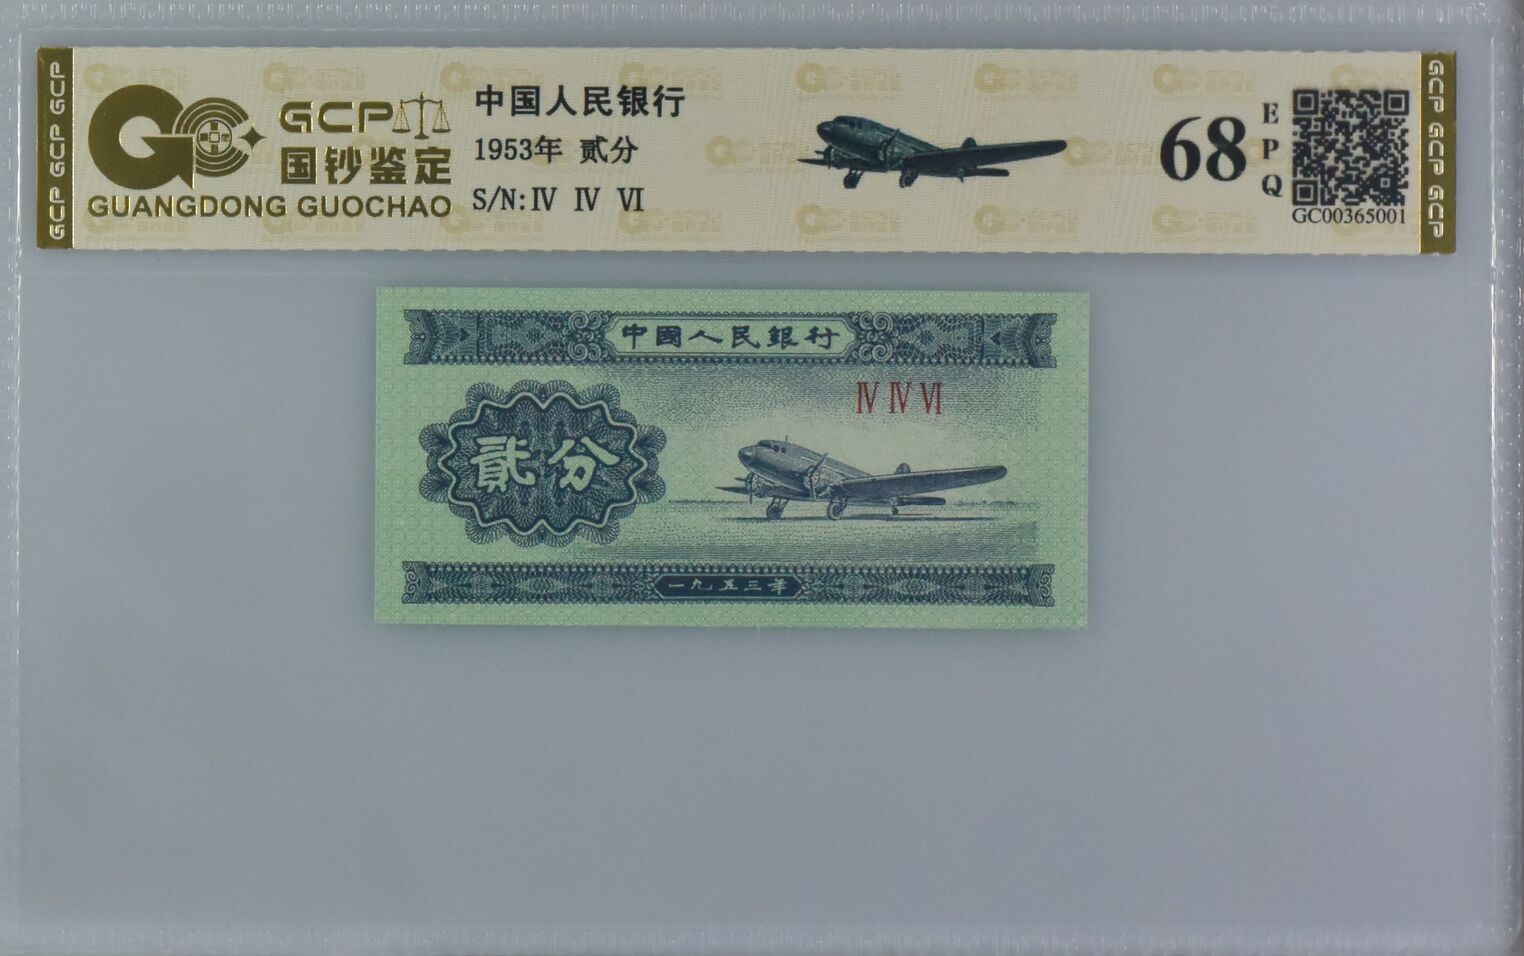 GCP GCP GCP
GCP
国钞鉴定
GUANGDONG GUOCHAO
中国人民银行
1953年 贰分
S/N:Ⅳ Ⅳ Ⅵ
68
EPQ
GC00365001
GCP GCP GCP
中國人民銀行
Ⅳ Ⅳ Ⅵ
貳分
一九五三年